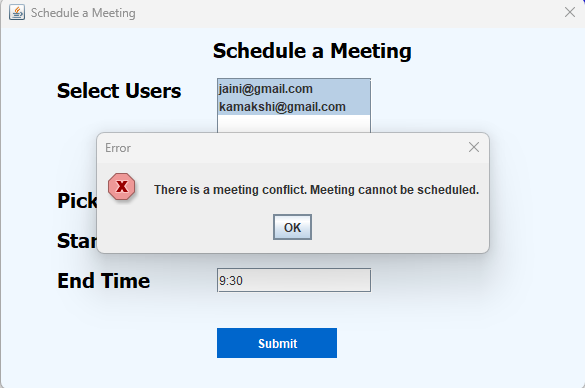 Schedule a Meeting
Schedule a Meeting
Select Users
jaini@gmail.com
kamakshi@gmail.com
Error
There is a meeting conflict. Meeting cannot be scheduled.
OK
Pick
Star
End Time
9:30
Submit